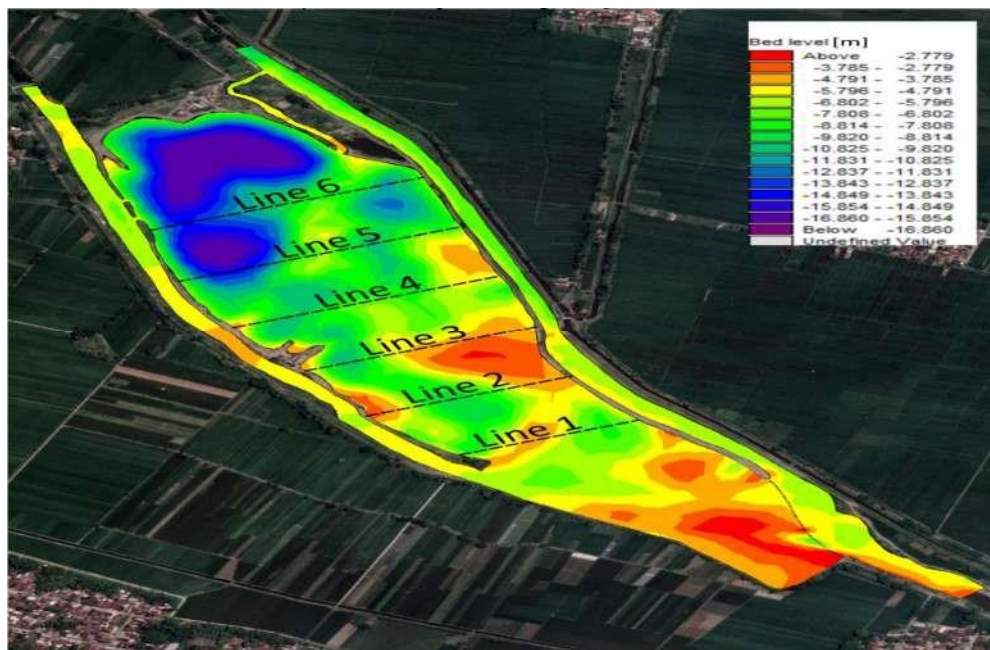 Bed level [m]
Above -2.779
-3.785 - -2.779
-4.791 - -3.785
-5.796 - -4.791
-6.802 - -5.796
-7.808 - -6.802
-8.814 - -7.808
-9.820 - -8.814
-10.825 - -9.820
-11.831 - -10.825
-12.837 - -11.831
-13.843 - -12.837
-14.849 - -13.843
-15.854 - -14.849
-16.860 - -15.854
Below -16.860
Undefined Value
Line 6
Line 5
Line 4
Line 3
Line 2
Line 1